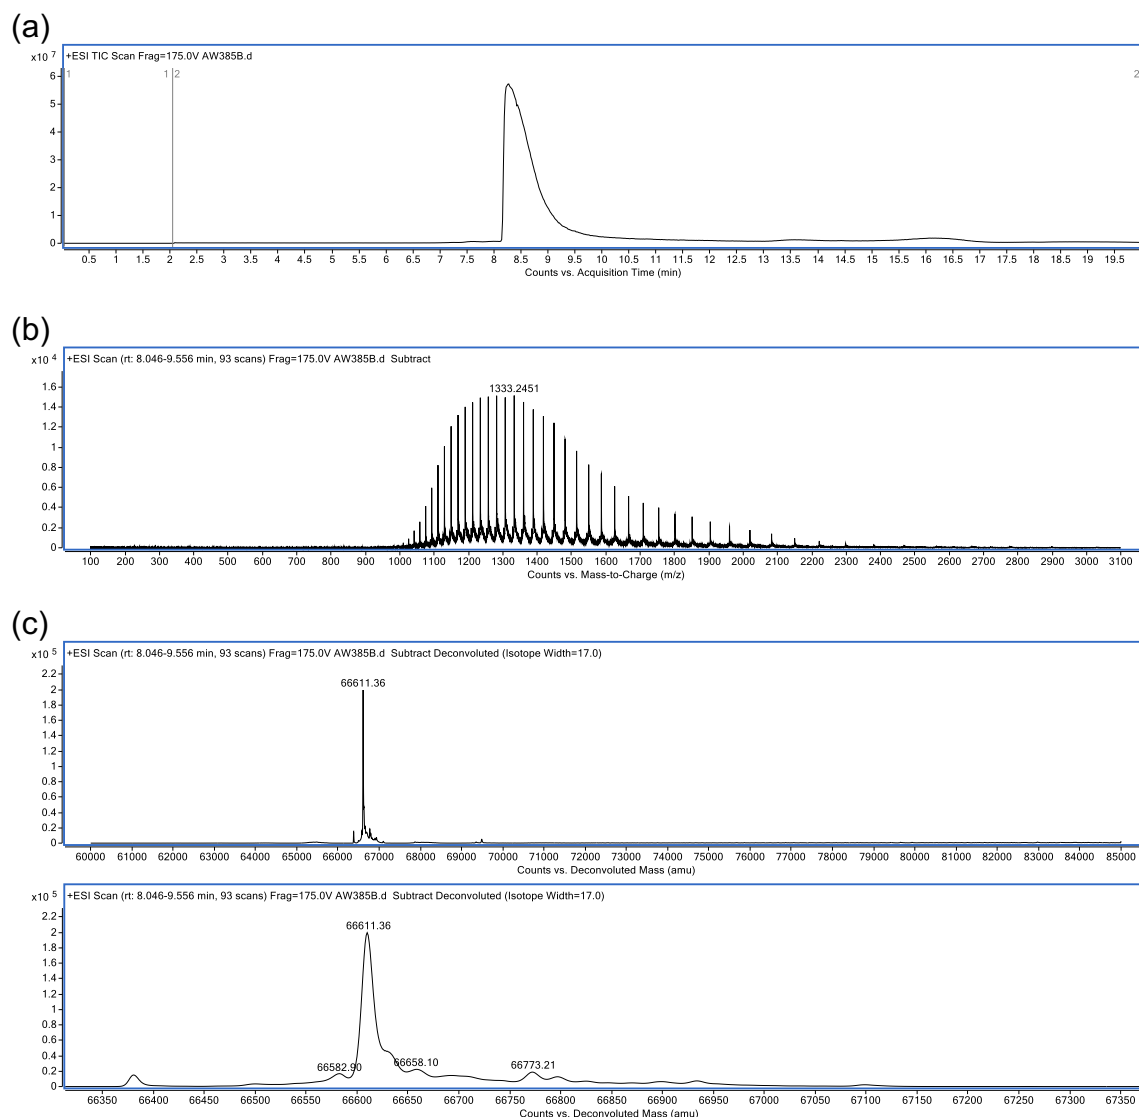 (a)
x10 7
+ESI TIC Scan Frag=175.0V AW385B.d
1 1 2 2
6
5
4
3
2
1
0
0.5 1 1.5 2 2.5 3 3.5 4 4.5 5 5.5 6 6.5 7 7.5 8 8.5 9 9.5 10 10.5 11 11.5 12 12.5 13 13.5 14 14.5 15 15.5 16 16.5 17 17.5 18 18.5 19 19.5
Counts vs. Acquisition Time (min)
(b)
x10 4
+ESI Scan (rt: 8.046-9.556 min, 93 scans) Frag=175.0V AW385B.d Subtract
1333.2451
1.6
1.4
1.2
1
0.8
0.6
0.4
0.2
0
100 200 300 400 500 600 700 800 900 1000 1100 1200 1300 1400 1500 1600 1700 1800 1900 2000 2100 2200 2300 2400 2500 2600 2700 2800 2900 3000 3100
Counts vs. Mass-to-Charge (m/z)
(c)
x10 5
+ESI Scan (rt: 8.046-9.556 min, 93 scans) Frag=175.0V AW385B.d Subtract Deconvoluted (Isotope Width=17.0)
66611.36
2.2
2
1.8
1.6
1.4
1.2
1
0.8
0.6
0.4
0.2
0
60000 61000 62000 63000 64000 65000 66000 67000 68000 69000 70000 71000 72000 73000 74000 75000 76000 77000 78000 79000 80000 81000 82000 83000 84000 85000
Counts vs. Deconvoluted Mass (amu)
x10 5
+ESI Scan (rt: 8.046-9.556 min, 93 scans) Frag=175.0V AW385B.d Subtract Deconvoluted (Isotope Width=17.0)
66611.36
2.2
2
1.8
1.6
1.4
1.2
1
0.8
0.6
0.4
0.2
0
66582.90 66658.10 66773.21
66350 66400 66450 66500 66550 66600 66650 66700 66750 66800 66850 66900 66950 67000 67050 67100 67150 67200 67250 67300 67350
Counts vs. Deconvoluted Mass (amu)